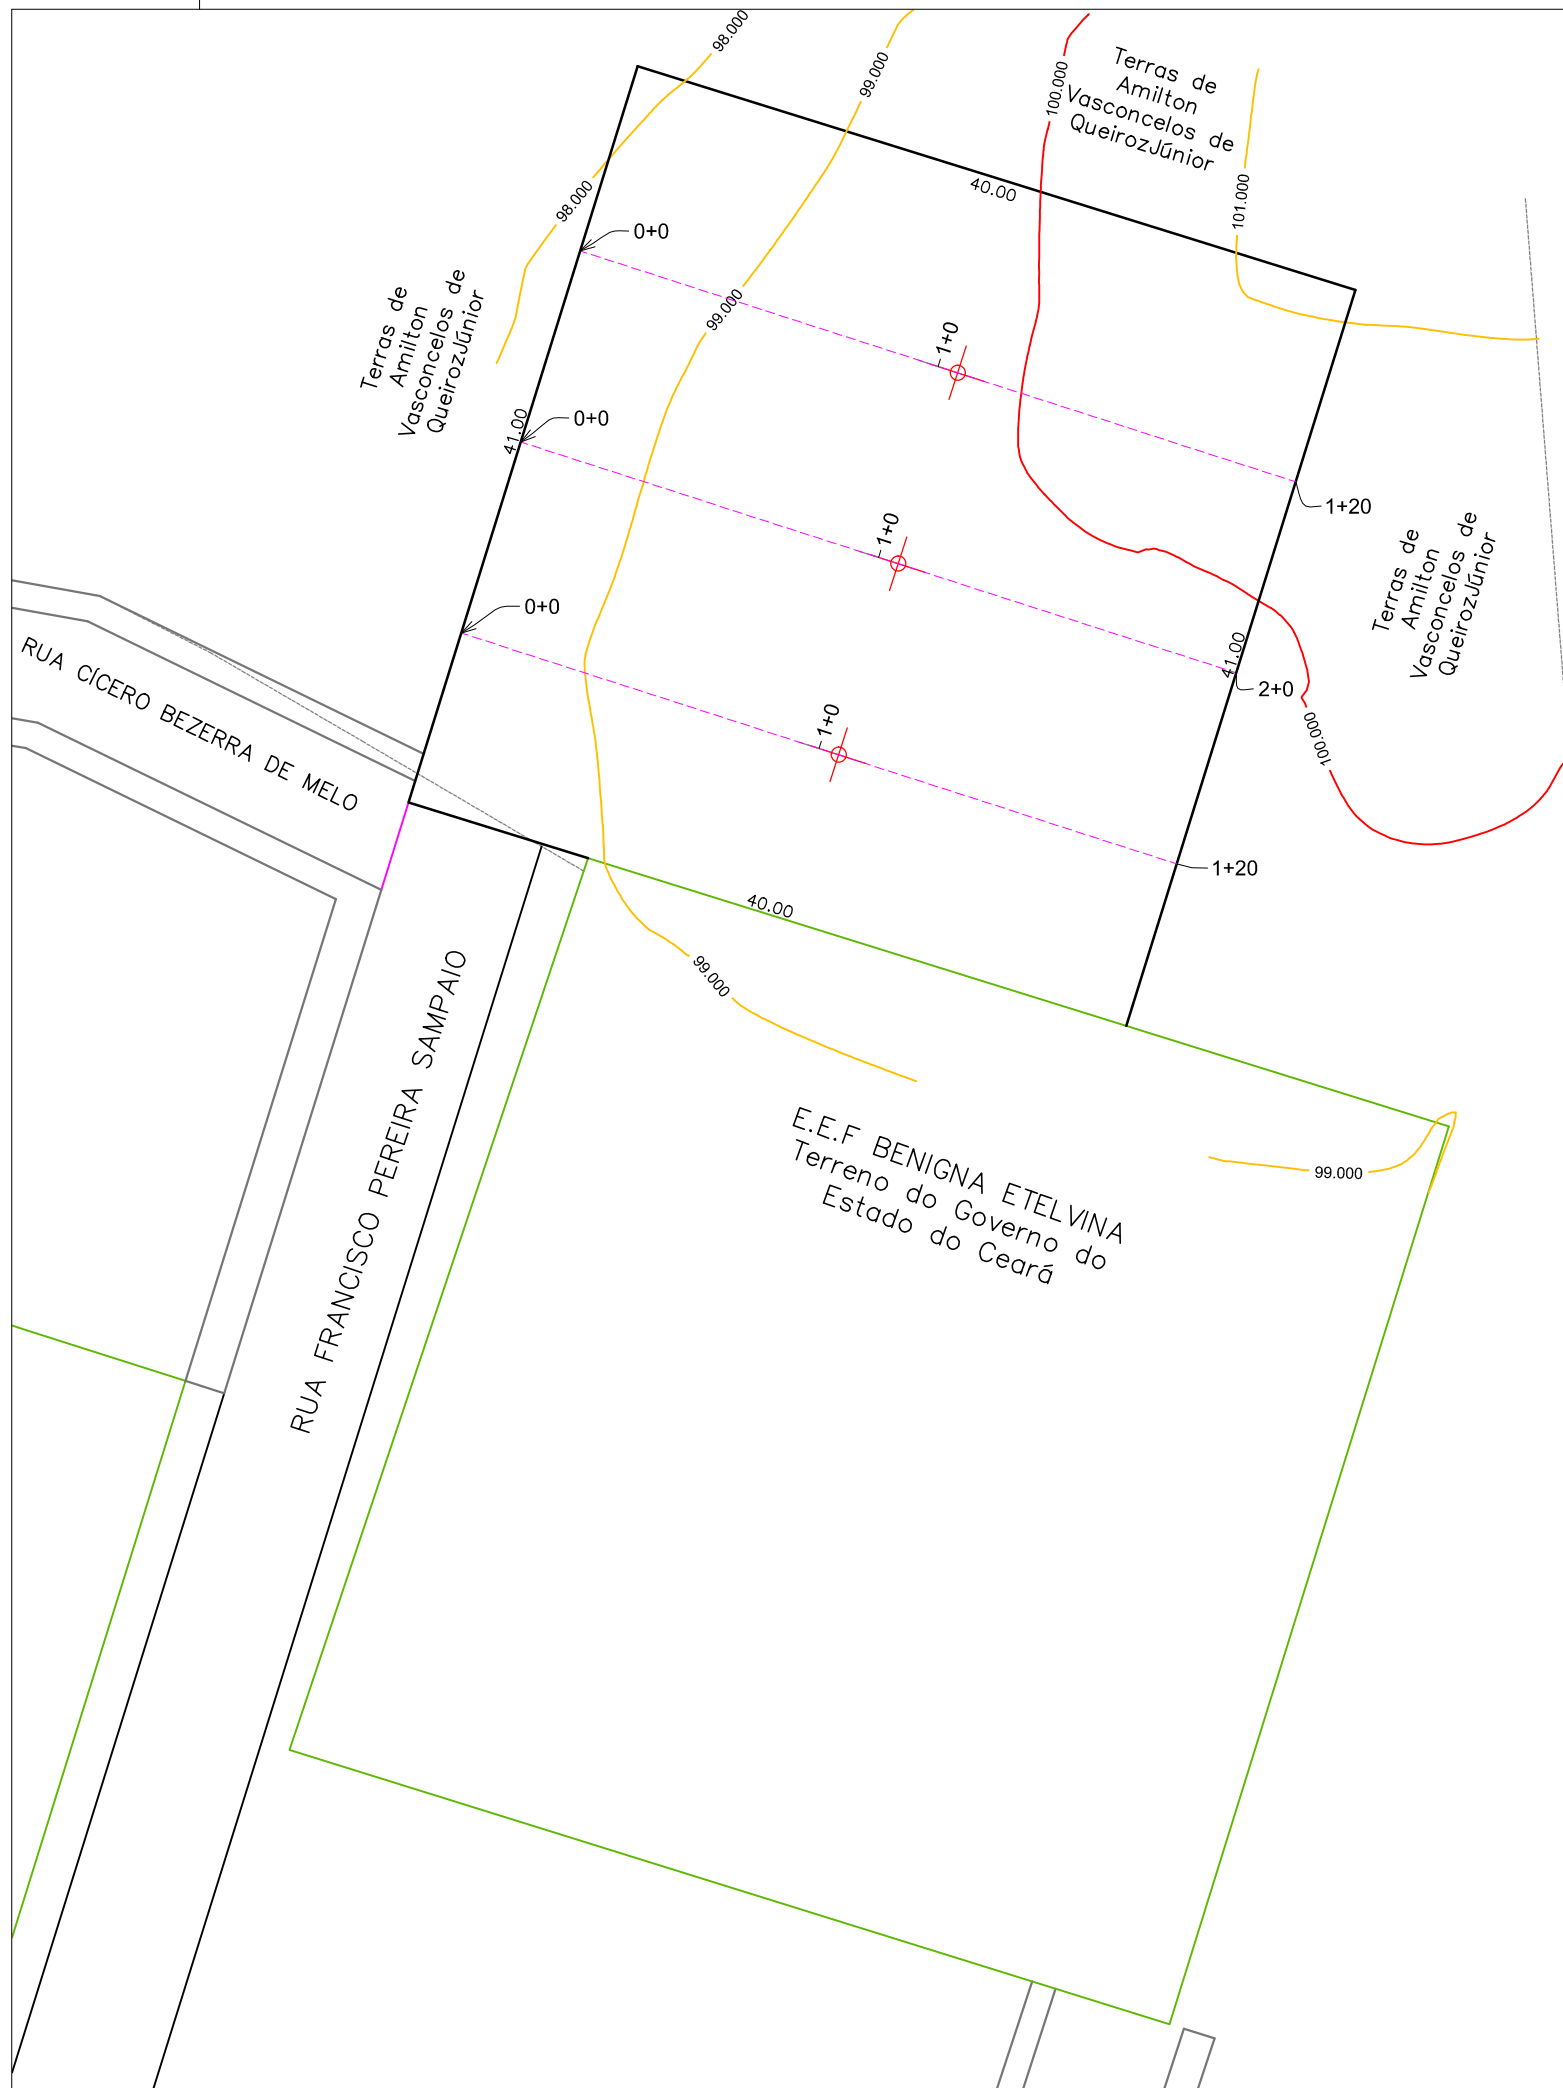 98.000
99.000
100.000
Terras de
Amilton
Vasconcelos de
QueirozJúnior
101.000
40.00
98.000
0+0
Terras de
Amilton
Vasconcelos de
QueirozJúnior
99.000
1+0
41.00
0+0
1+20
1+0
Terras de
Amilton
Vasconcelos de
QueirozJúnior
0+0
41.00
2+0
RUA CÍCERO BEZERRA DE MELO
1+0
100.000
1+20
40.00
99.000
RUA FRANCISCO PEREIRA SAMPAIO
E.E.F BENIGNA ETELVINA
Terreno do Governo do
Estado do Ceará
99.000